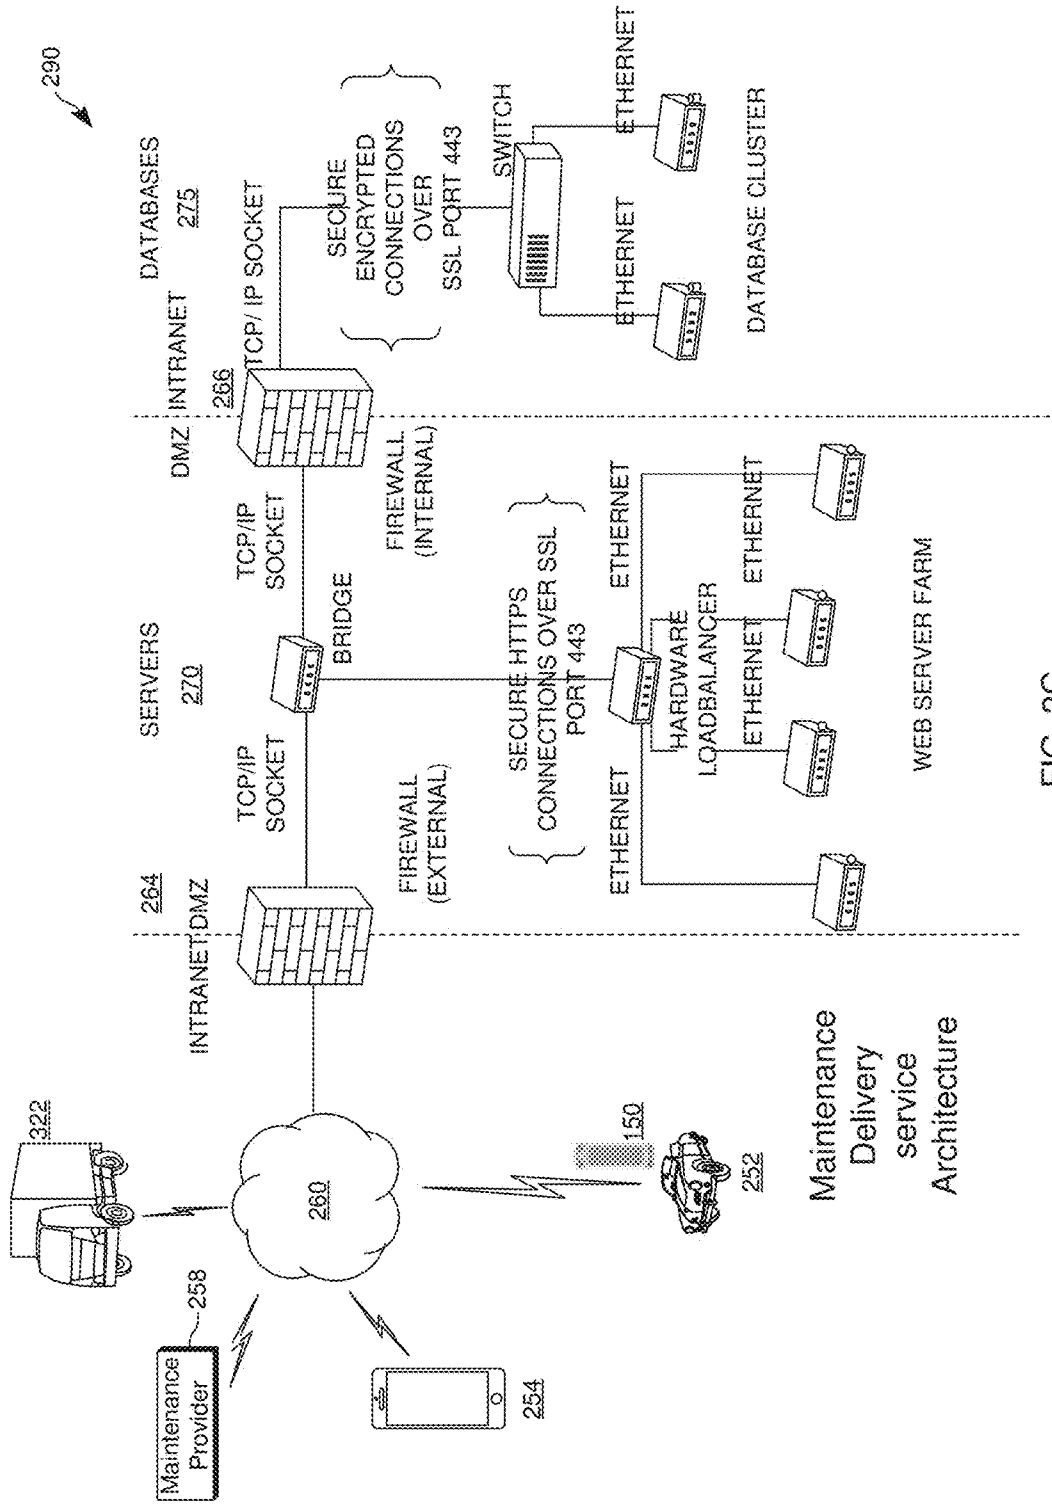 290
INTRANET
DMZ
264
SERVERS
270
DMZ
INTRANET
266
DATABASES
275
Maintenance
Provider
258
322
260
254
150
252
TCP/IP
SOCKET
BRIDGE
TCP/IP
SOCKET
TCP/ IP SOCKET
FIREWALL
(EXTERNAL)
FIREWALL
(INTERNAL)
SECURE
ENCRYPTED
CONNECTIONS
OVER
SSL PORT 443
SWITCH
ETHERNET
ETHERNET
DATABASE CLUSTER
SECURE HTTPS
CONNECTIONS OVER SSL
PORT 443
ETHERNET
ETHERNET
HARDWARE
LOADBALANCER
ETHERNET
ETHERNET
WEB SERVER FARM
Maintenance
Delivery
service
Architecture